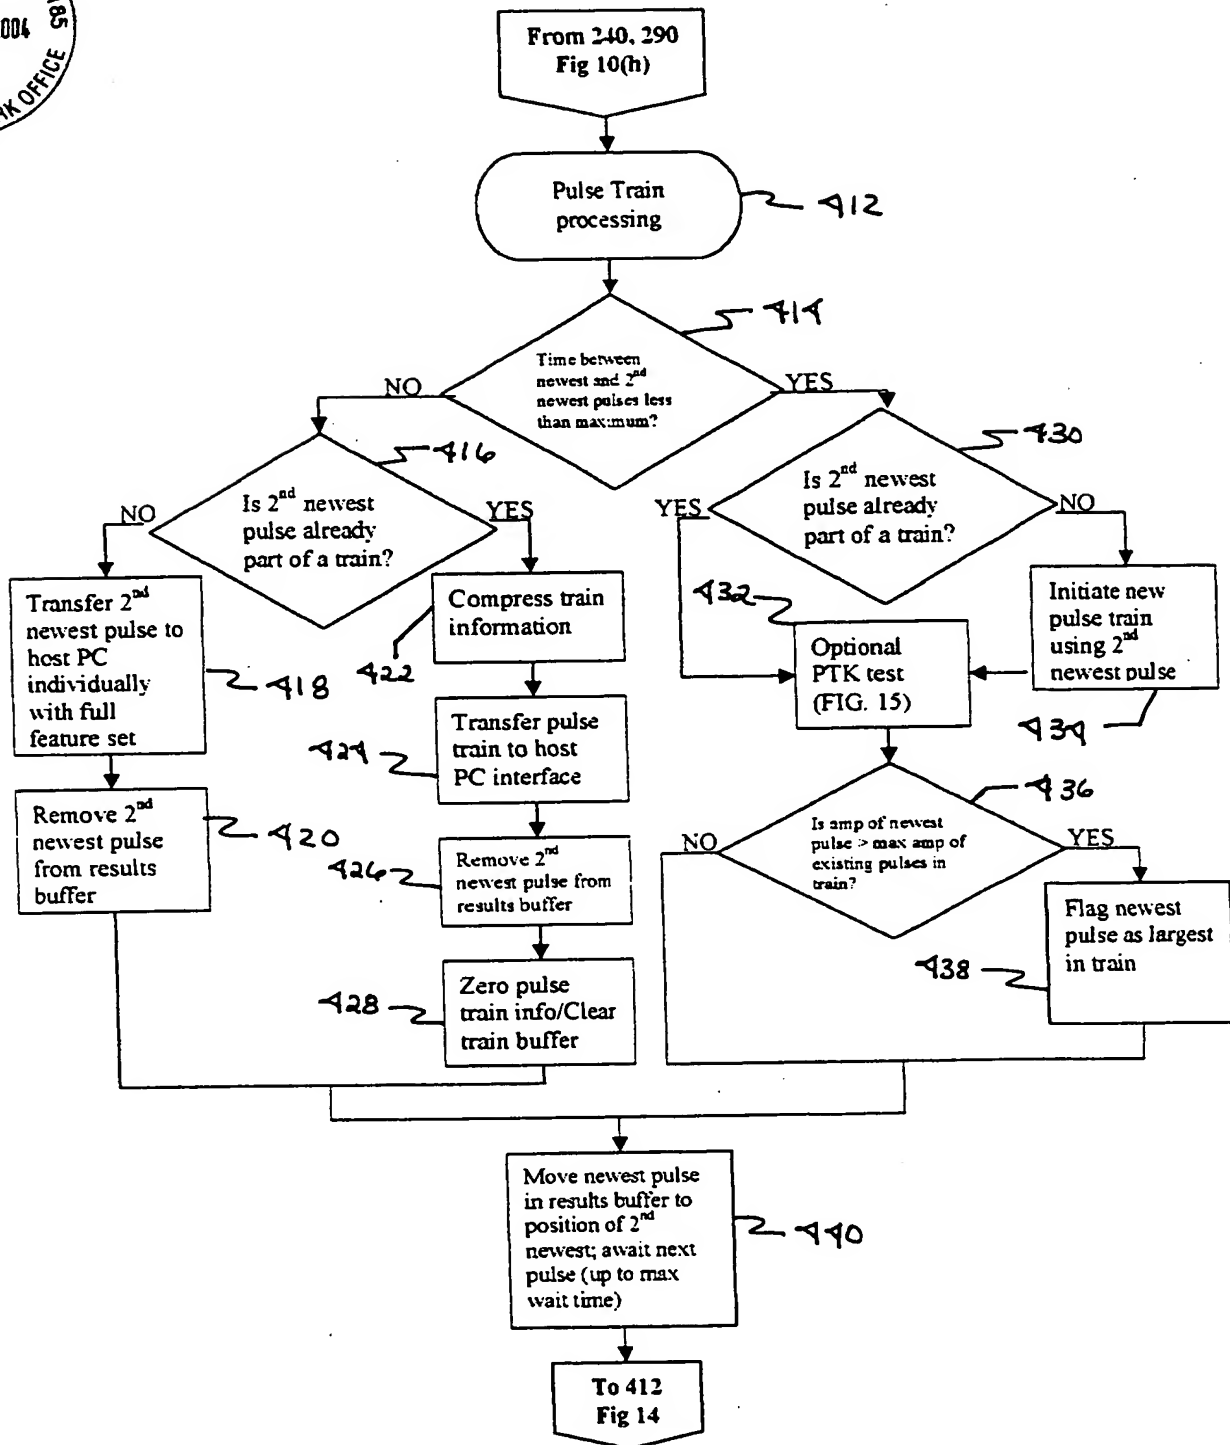 004
185
RK OFFICE
From 240, 290
Fig 10(h)
Pulse Train
processing
412
Time between
newest and 2nd
newest pulses less
than maximum?
414
NO
YES
Is 2nd newest
pulse already
part of a train?
416
NO
YES
Is 2nd newest
pulse already
part of a train?
430
YES
NO
Transfer 2nd
newest pulse to
host PC
individually
with full
feature set
418
Compress train
information
422
432
Optional
PTK test
(FIG. 15)
Initiate new
pulse train
using 2nd
newest pulse
434
Transfer pulse
train to host
PC interface
424
Remove 2nd
newest pulse
from results
buffer
420
Remove 2nd
newest pulse from
results buffer
426
Is amp of newest
pulse > max amp of
existing pulses in
train?
436
NO
YES
Flag newest
pulse as largest
in train
438
Zero pulse
train info/Clear
train buffer
428
Move newest pulse
in results buffer to
position of 2nd
newest; await next
pulse (up to max
wait time)
440
To 412
Fig 14